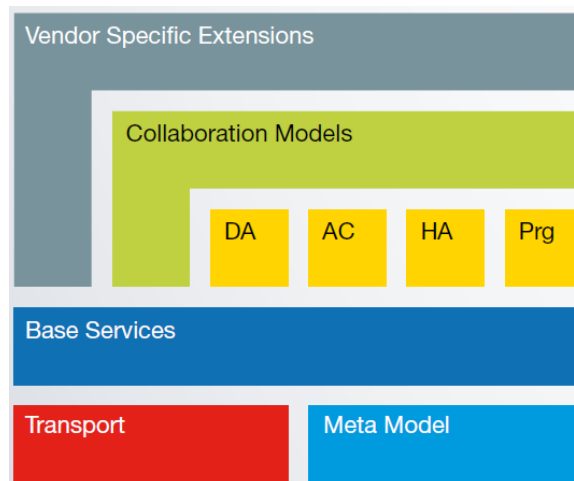 Vendor Specific Extensions
Collaboration Models
DA AC HA Prg
Base Services
Transport Meta Model